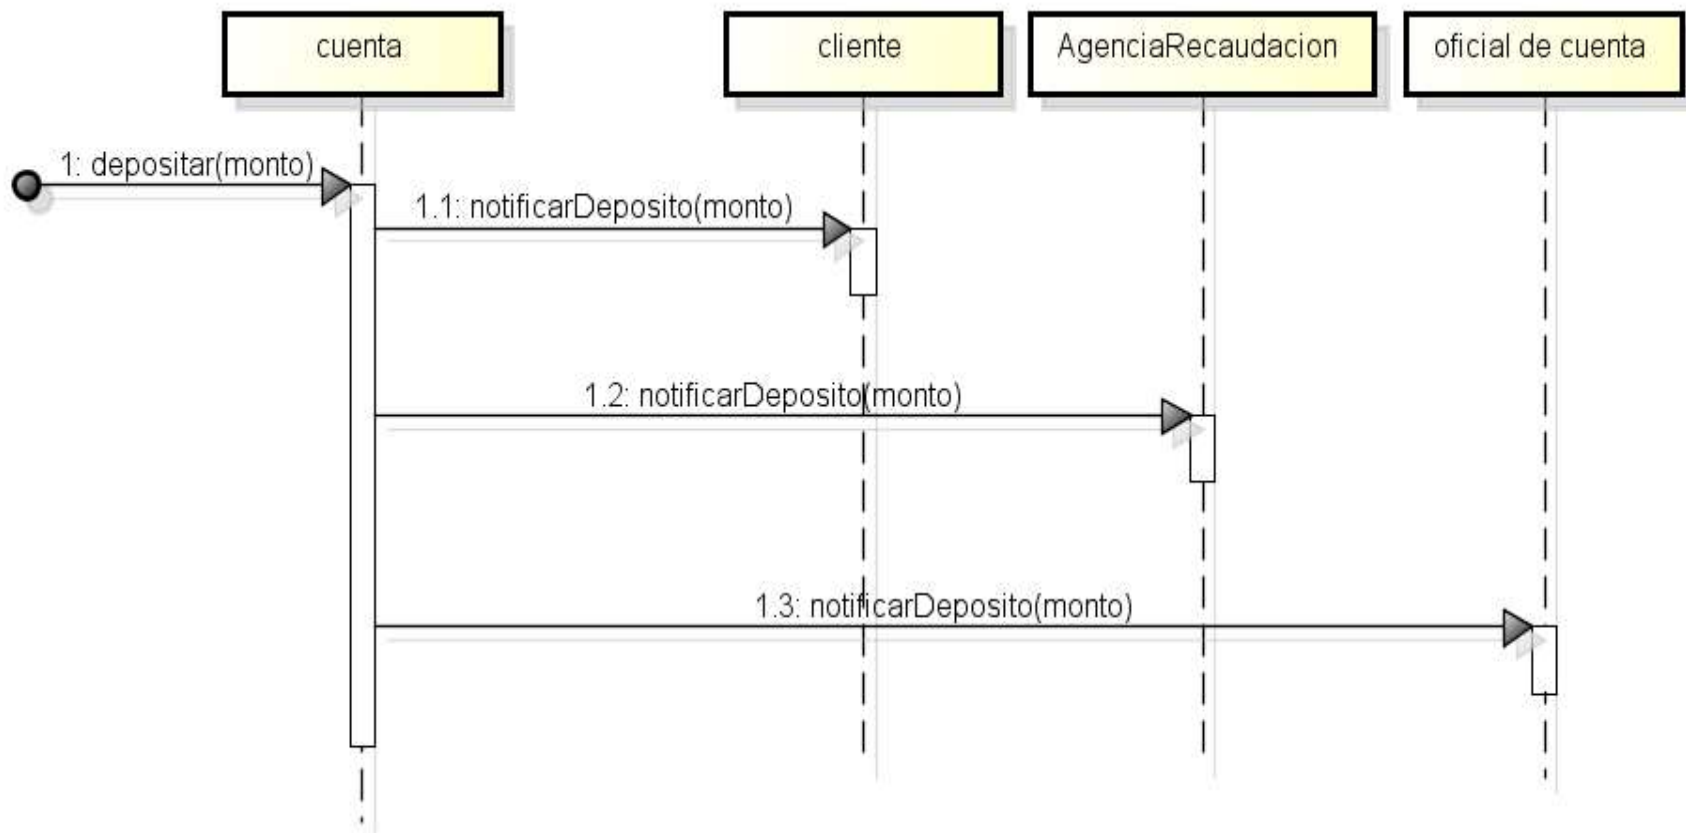 cuenta
cliente
AgenciaRecaudacion
oficial de cuenta
1: depositar(monto)
1.1: notificarDeposito(monto)
1.2: notificarDeposito(monto)
1.3: notificarDeposito(monto)